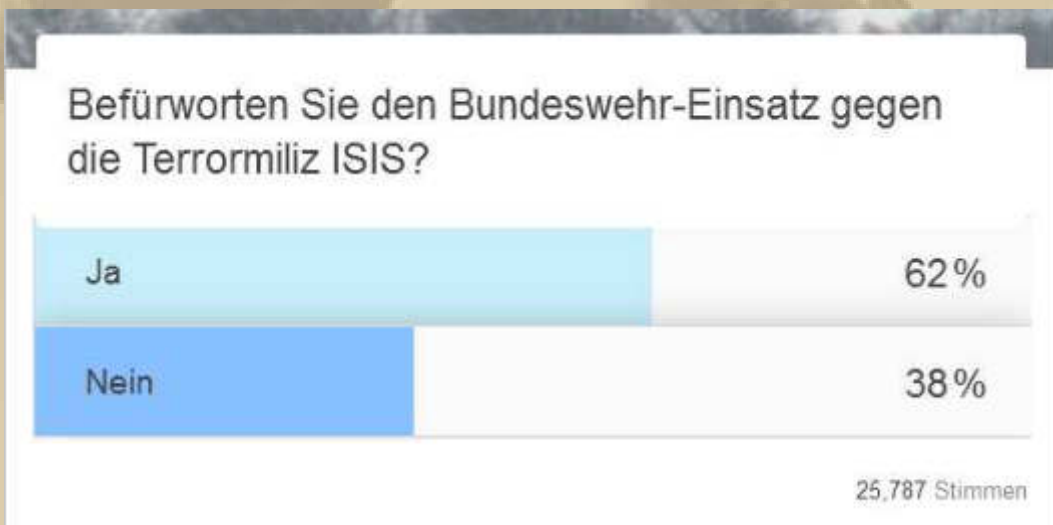 Befürworten Sie den Bundeswehr-Einsatz gegen
die Terrormiliz ISIS?
Ja 62%
Nein 38%
25,787 Stimmen